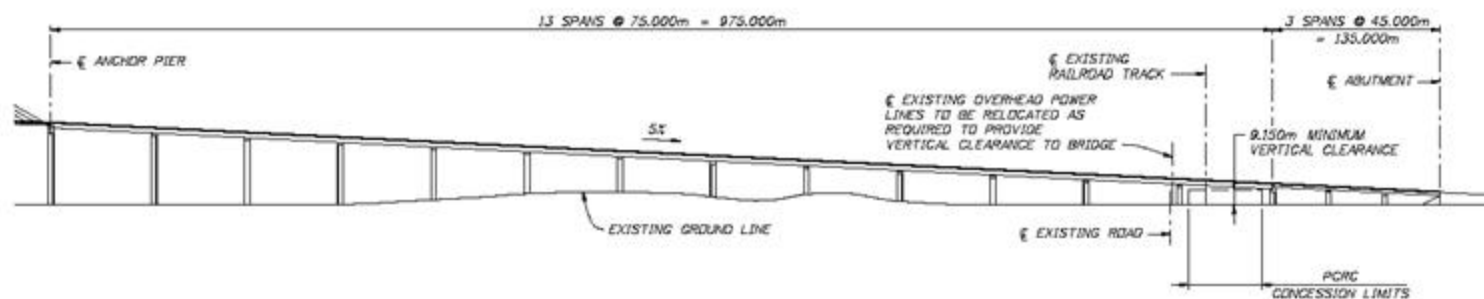 13 SPANS @ 75.000m = 975.000m
3 SPANS @ 45.000m
= 135.000m
℄ ANCHOR PIER
℄ EXISTING
RAILROAD TRACK
℄ ABUTMENT
℄ EXISTING OVERHEAD POWER
LINES TO BE RELOCATED AS
REQUIRED TO PROVIDE
VERTICAL CLEARANCE TO BRIDGE
5%
9.150m MINIMUM
VERTICAL CLEARANCE
EXISTING GROUND LINE
℄ EXISTING ROAD
PCRC
CONCESSION LIMITS